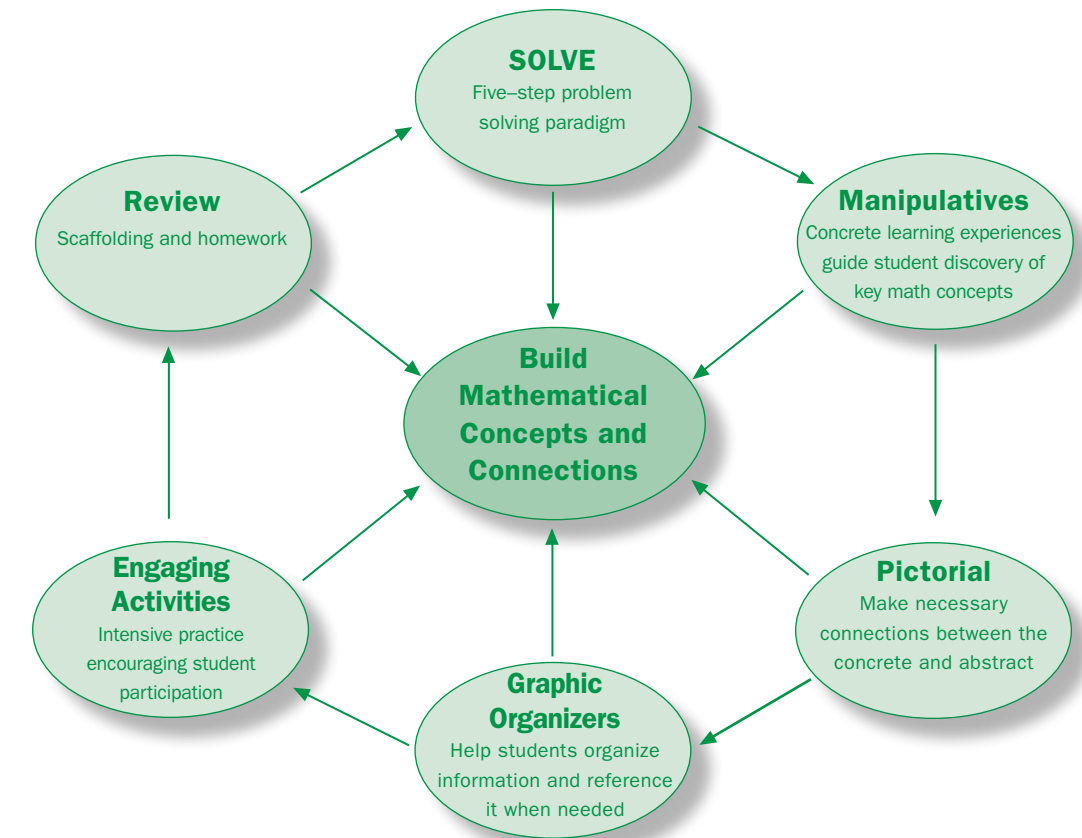 SOLVE
Five–step problem
solving paradigm
Manipulatives
Concrete learning experiences
guide student discovery of
key math concepts
Pictorial
Make necessary
connections between the
concrete and abstract
Graphic
Organizers
Help students organize
information and reference
it when needed
Engaging
Activities
Intensive practice
encouraging student
participation
Review
Scaffolding and homework
Build
Mathematical
Concepts and
Connections